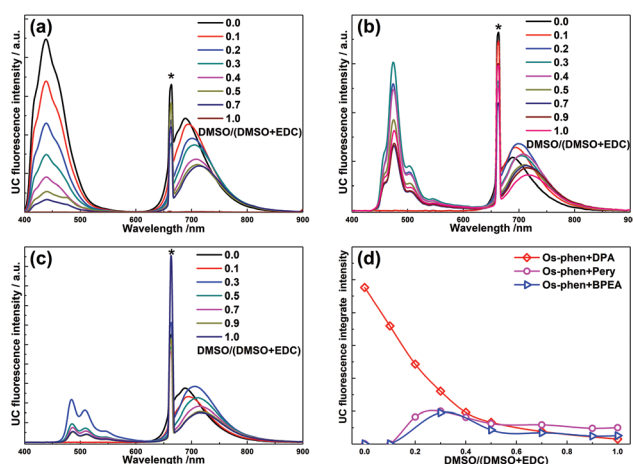 (a)
*
0.0
0.1
0.2
0.3
0.4
0.5
0.7
1.0
DMSO/(DMSO+EDC)
UC fluorescence intensity / a.u.
400 500 600 700 800 900
Wavelength /nm
(b)
*
0.0
0.1
0.2
0.3
0.4
0.5
0.7
0.9
1.0
DMSO/(DMSO+EDC)
UC fluorescence intensity / a.u.
400 500 600 700 800 900
Wavelength /nm
(c)
*
0.0
0.1
0.3
0.5
0.7
0.9
1.0
DMSO/(DMSO+EDC)
UC fluorescence intensity / a.u.
400 500 600 700 800 900
Wavelength /nm
(d)
Os-phen+DPA
Os-phen+Pery
Os-phen+BPEA
UC fluorescence integrate intensity
0.0 0.2 0.4 0.6 0.8 1.0
DMSO/(DMSO+EDC)